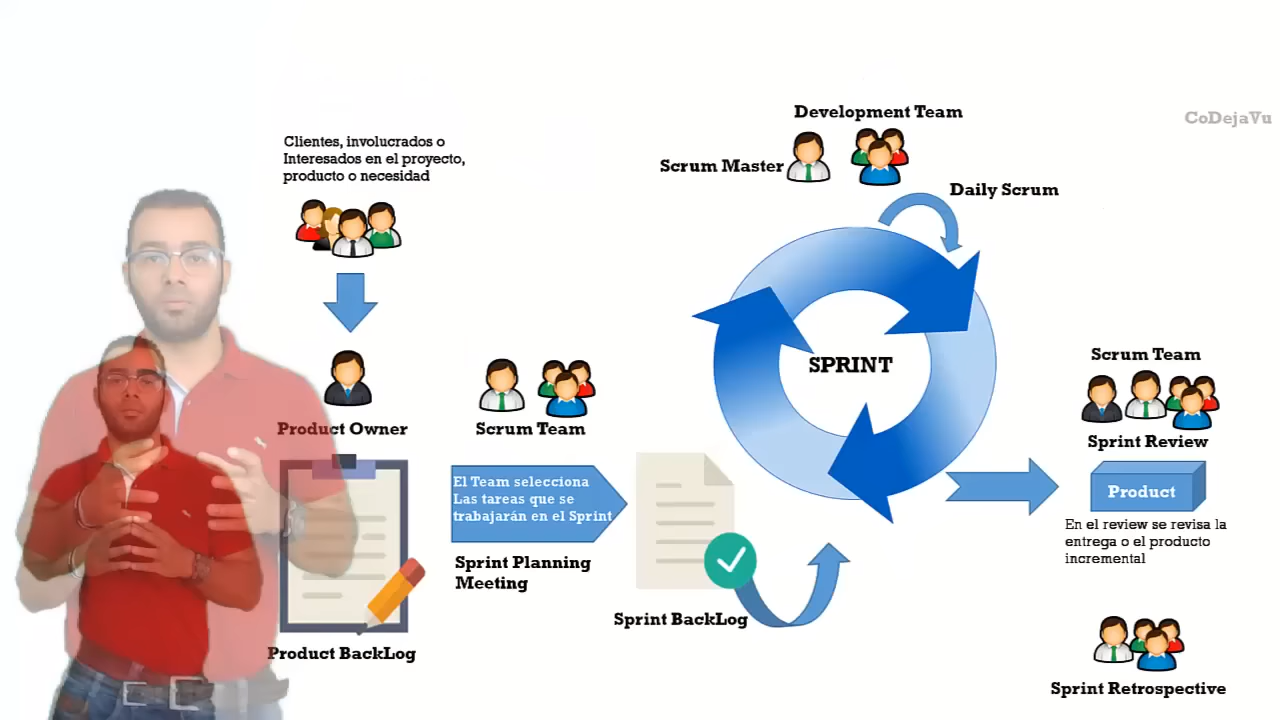 Development Team
CoDejaVu
Clientes, involucrados o
Interesados en el proyecto,
producto o necesidad
Scrum Master
Daily Scrum
SPRINT
Scrum Team
Product Owner
Scrum Team
Sprint Review
El Team selecciona
Las tareas que se
trabajarán en el Sprint
Product
En el review se revisa la
entrega o el producto
incremental
Sprint Planning
Meeting
Sprint BackLog
Product BackLog
Sprint Retrospective